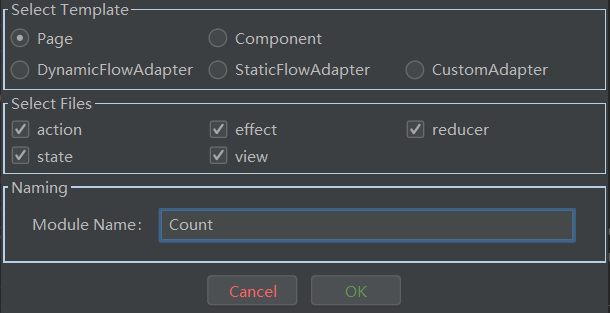 Select Template
Page Component
DynamicFlowAdapter StaticFlowAdapter CustomAdapter
Select Files
action effect reducer
state view
Naming
Module Name: Count
Cancel OK